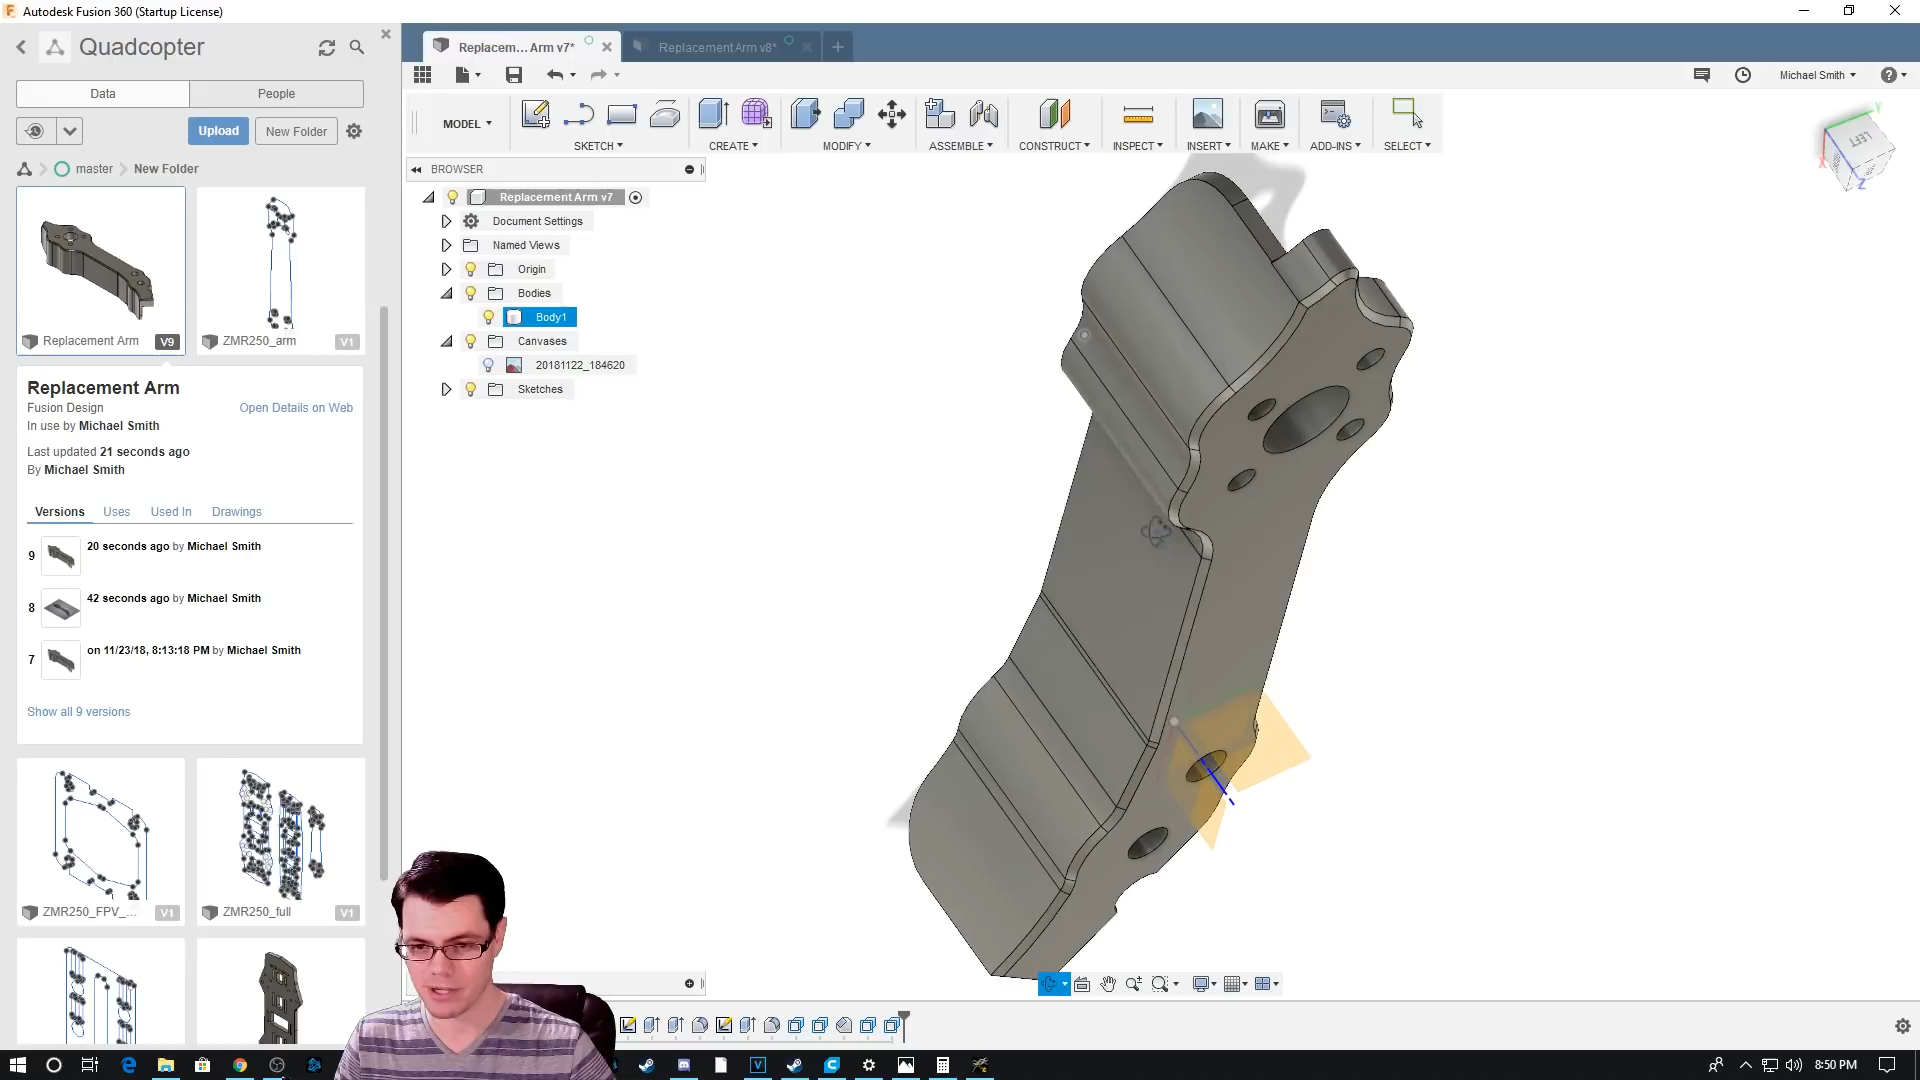 Autodesk Fusion 360 (Startup License)
Quadcopter
Data
People
Upload
New Folder
master
New Folder
Replacement Arm
V9
ZMR250_arm
V1
Replacement Arm
Fusion Design
Open Details on Web
In use by Michael Smith
Last updated 21 seconds ago
By Michael Smith
Versions
Uses
Used In
Drawings
9
20 seconds ago by Michael Smith
8
42 seconds ago by Michael Smith
7
on 11/23/18, 8:13:18 PM by Michael Smith
Show all 9 versions
ZMR250_FPV_...
V1
ZMR250_full
V1
Replacem... Arm v7*
Replacement Arm v8*
Michael Smith
MODEL
SKETCH
CREATE
MODIFY
ASSEMBLE
CONSTRUCT
INSPECT
INSERT
MAKE
ADD-INS
SELECT
BROWSER
Replacement Arm v7
Document Settings
Named Views
Origin
Bodies
Body1
Canvases
20181122_184620
Sketches
LEFT
Y
X
Z
8:50 PM